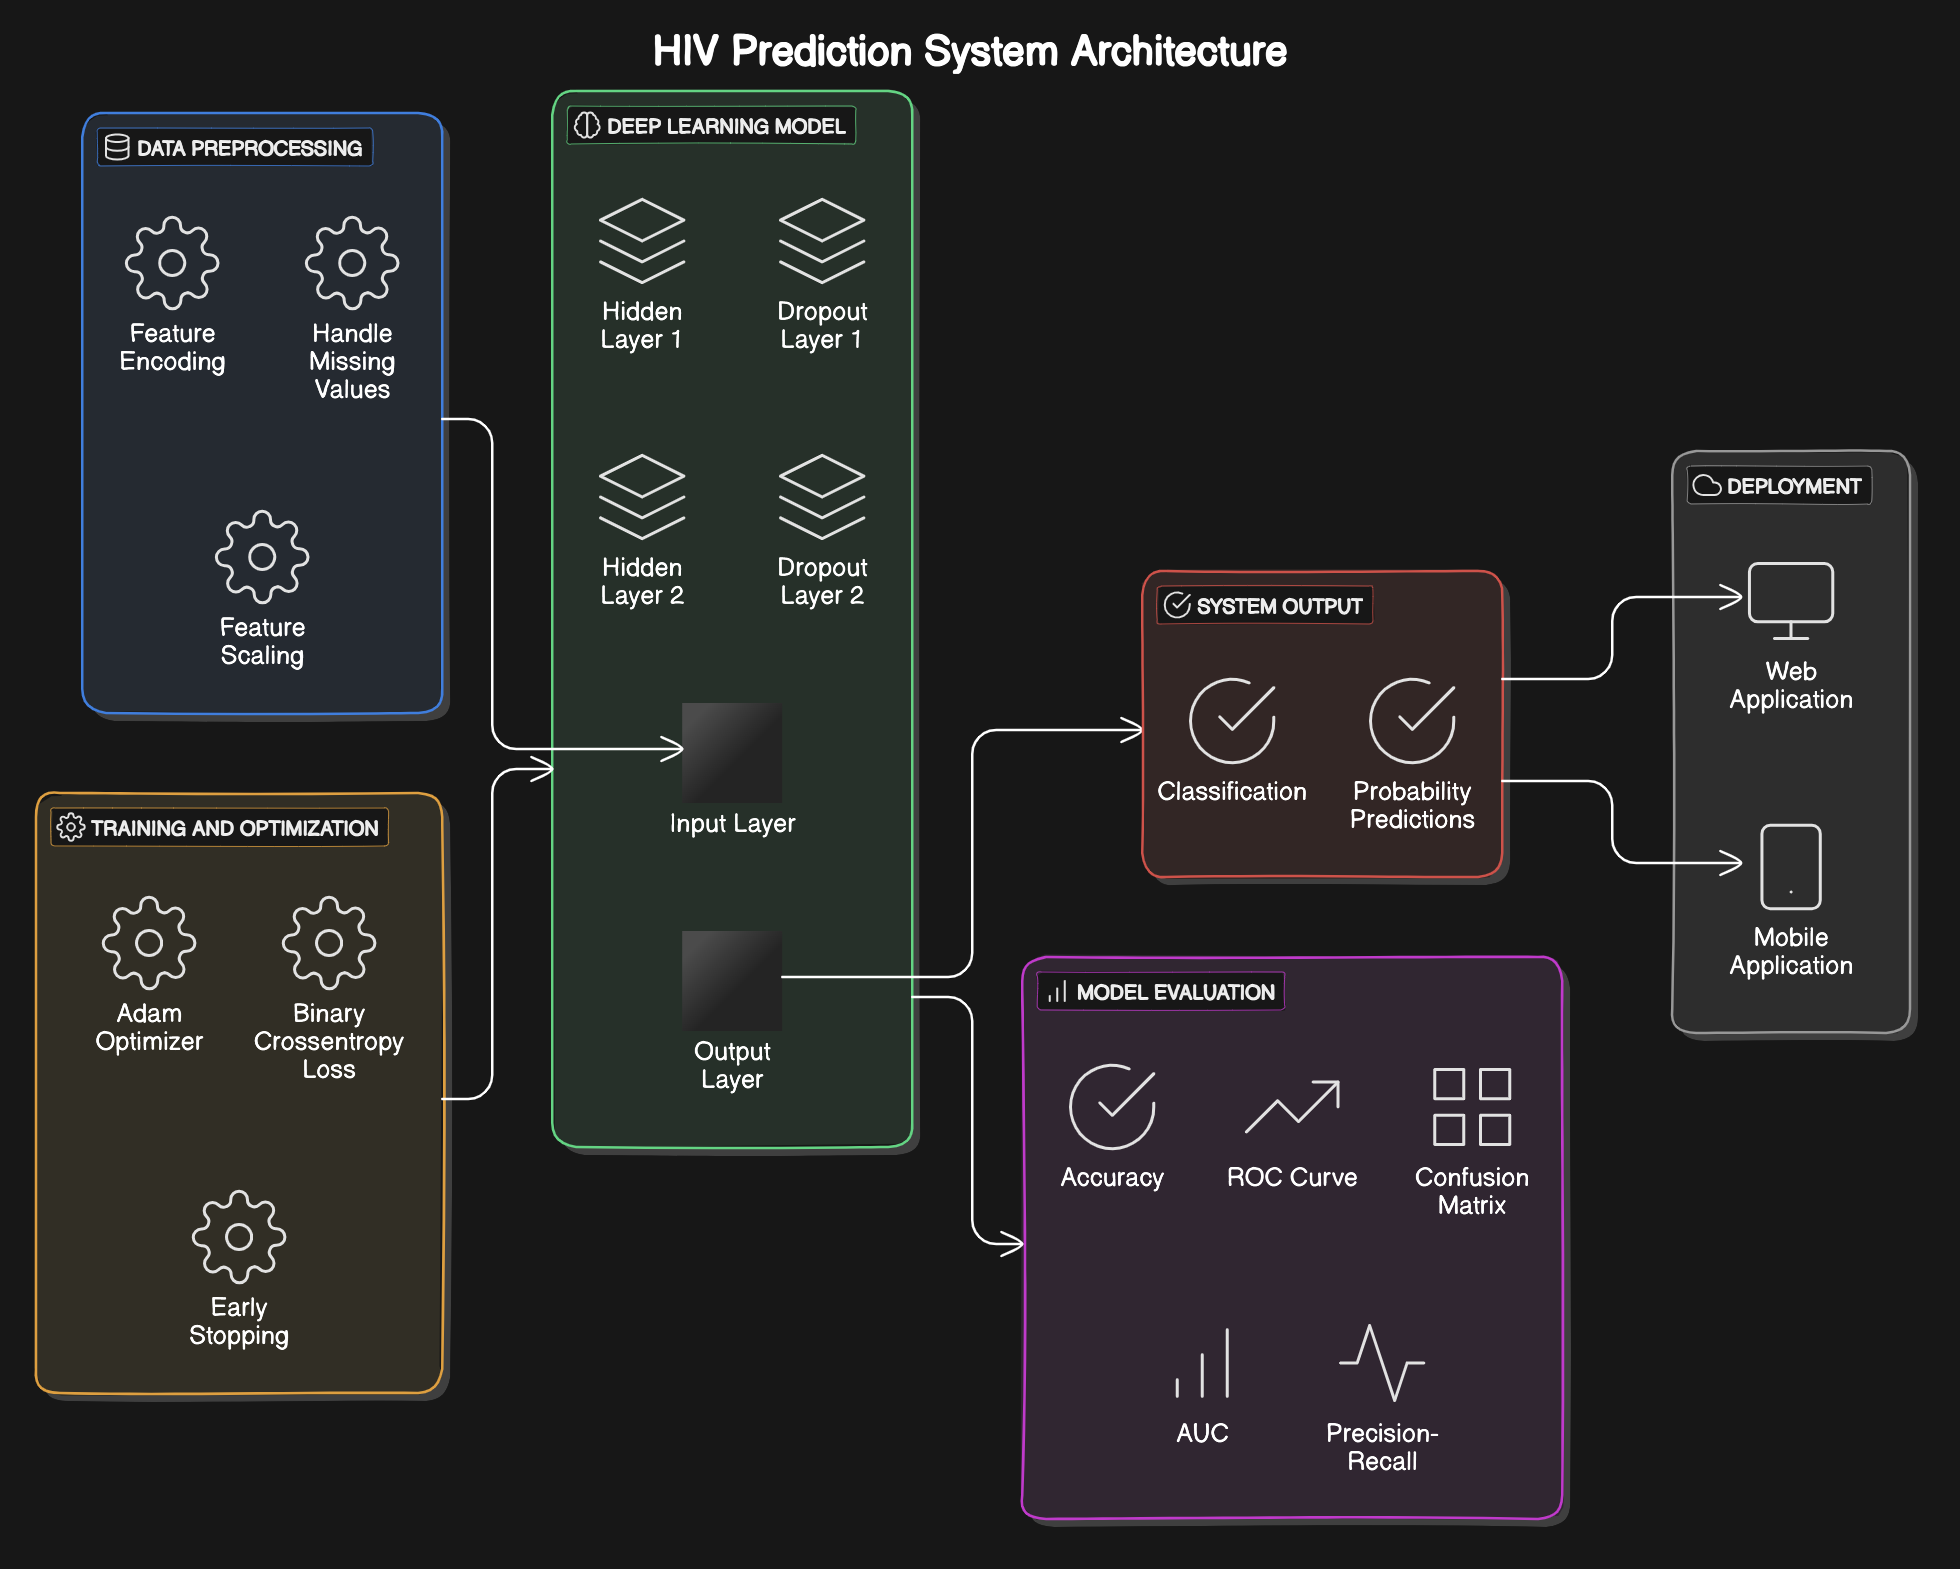 HIV Prediction System Architecture
DATA PREPROCESSING
Feature
Encoding
Handle
Missing
Values
Feature
Scaling
TRAINING AND OPTIMIZATION
Adam
Optimizer
Binary
Crossentropy
Loss
Early
Stopping
DEEP LEARNING MODEL
Hidden
Layer 1
Dropout
Layer 1
Hidden
Layer 2
Dropout
Layer 2
Input Layer
Output
Layer
SYSTEM OUTPUT
Classification
Probability
Predictions
MODEL EVALUATION
Accuracy
ROC Curve
Confusion
Matrix
AUC
Precision-
Recall
DEPLOYMENT
Web
Application
Mobile
Application